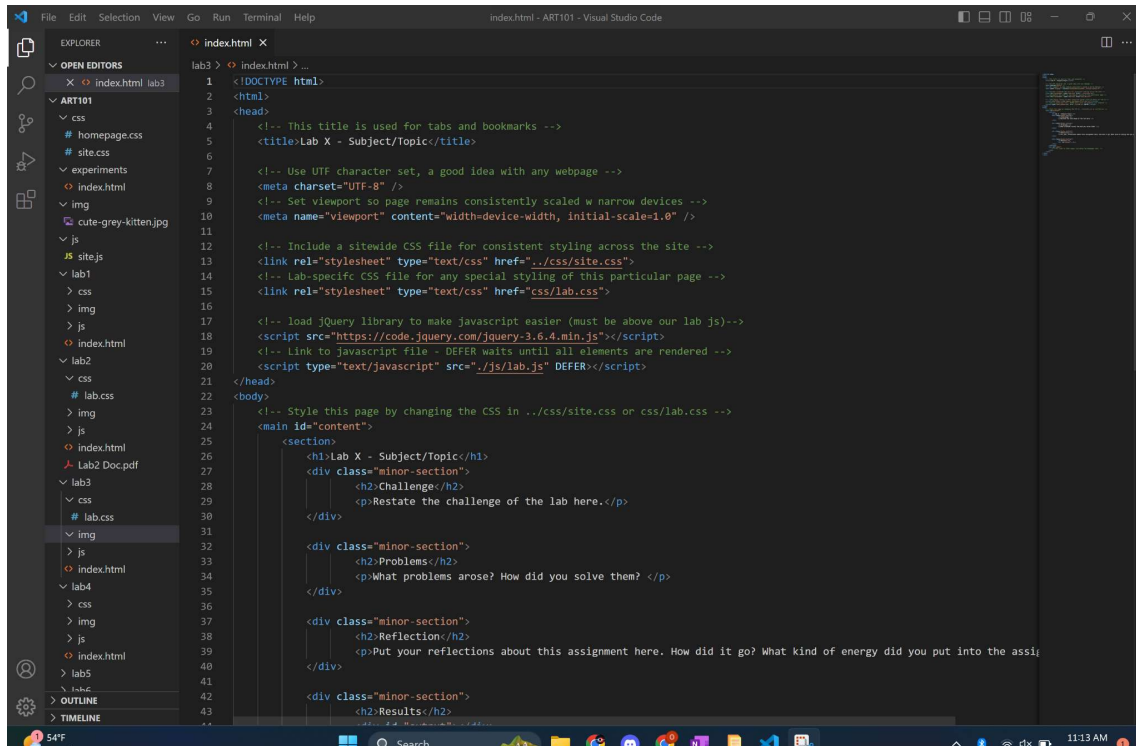 File Edit Selection View Go Run Terminal Help
index.html - ART101 - Visual Studio Code
EXPLORER
OPEN EDITORS
index.html lab3
ART101
css
# homepage.css
# site.css
experiments
<> index.html
img
cute-grey-kitten.jpg
js
JS site.js
lab1
css
img
js
<> index.html
lab2
css
# lab.css
img
js
<> index.html
Lab2 Doc.pdf
lab3
css
# lab.css
img
js
<> index.html
lab4
css
img
js
<> index.html
lab5
lab6
OUTLINE
TIMELINE
<> index.html
lab3 > <> index.html > ...
1 <!DOCTYPE html>
2 <html>
3 <head>
4 <!-- This title is used for tabs and bookmarks -->
5 <title>Lab X - Subject/Topic</title>
6
7 <!-- Use UTF character set, a good idea with any webpage -->
8 <meta charset="UTF-8" />
9 <!-- Set viewport so page remains consistently scaled w narrow devices -->
10 <meta name="viewport" content="width=device-width, initial-scale=1.0" />
11
12 <!-- Include a sitewide CSS file for consistent styling across the site -->
13 <link rel="stylesheet" type="text/css" href="../css/site.css">
14 <!-- Lab-specifc CSS file for any special styling of this particular page -->
15 <link rel="stylesheet" type="text/css" href="css/lab.css">
16
17 <!-- load jQuery library to make javascript easier (must be above our lab js)-->
18 <script src="https://code.jquery.com/jquery-3.6.4.min.js"></script>
19 <!-- Link to javascript file - DEFER waits until all elements are rendered -->
20 <script type="text/javascript" src="./js/lab.js" DEFER></script>
21 </head>
22 <body>
23 <!-- Style this page by changing the CSS in ../css/site.css or css/lab.css -->
24 <main id="content">
25 <section>
26 <h1>Lab X - Subject/Topic</h1>
27 <div class="minor-section">
28 <h2>Challenge</h2>
29 <p>Restate the challenge of the lab here.</p>
30 </div>
31
32 <div class="minor-section">
33 <h2>Problems</h2>
34 <p>What problems arose? How did you solve them? </p>
35 </div>
36
37 <div class="minor-section">
38 <h2>Reflection</h2>
39 <p>Put your reflections about this assignment here. How did it go? What kind of energy did you put into the assig
40 </div>
41
42 <div class="minor-section">
43 <h2>Results</h2>
44 <div id="output"></div>
1 54°F
Search
11:13 AM